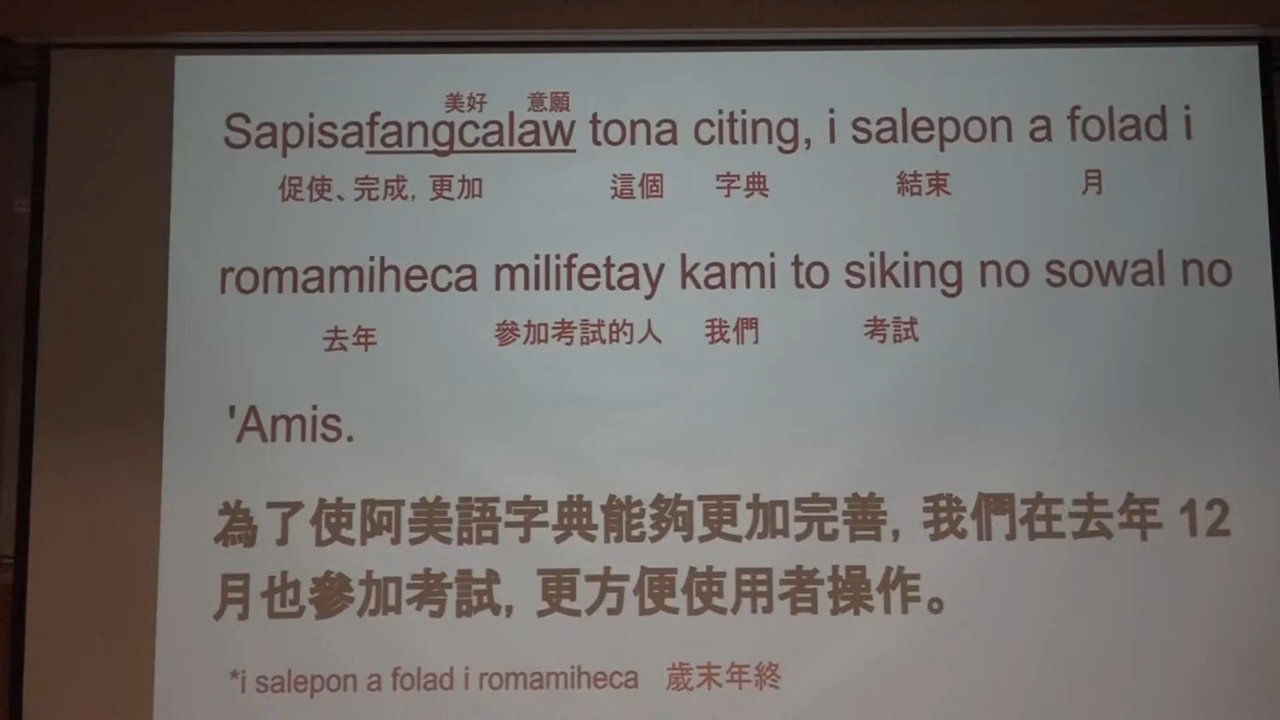 美好 意願
Sapisafangcalaw tona citing, i salepon a folad i
促使、完成, 更加 這個 字典 結束 月
romamiheca milifetay kami to siking no sowal no
去年 參加考試的人 我們 考試
'Amis.
為了使阿美語字典能夠更加完善, 我們在去年 12
月也參加考試, 更方便使用者操作。
*i salepon a folad i romamiheca 歲末年終